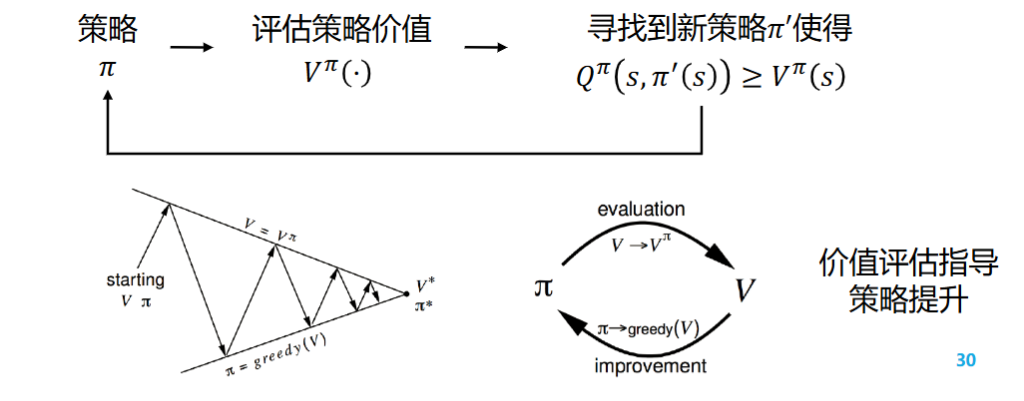 策略
π
评估策略价值
V^π(·)
寻找到新策略π′使得
Q^π(s, π′(s)) ≥ V^π(s)
starting
V π
V = V^π
π = greedy(V)
V*
π*
evaluation
V → V^π
π
V
π→greedy(V)
improvement
价值评估指导
策略提升
30